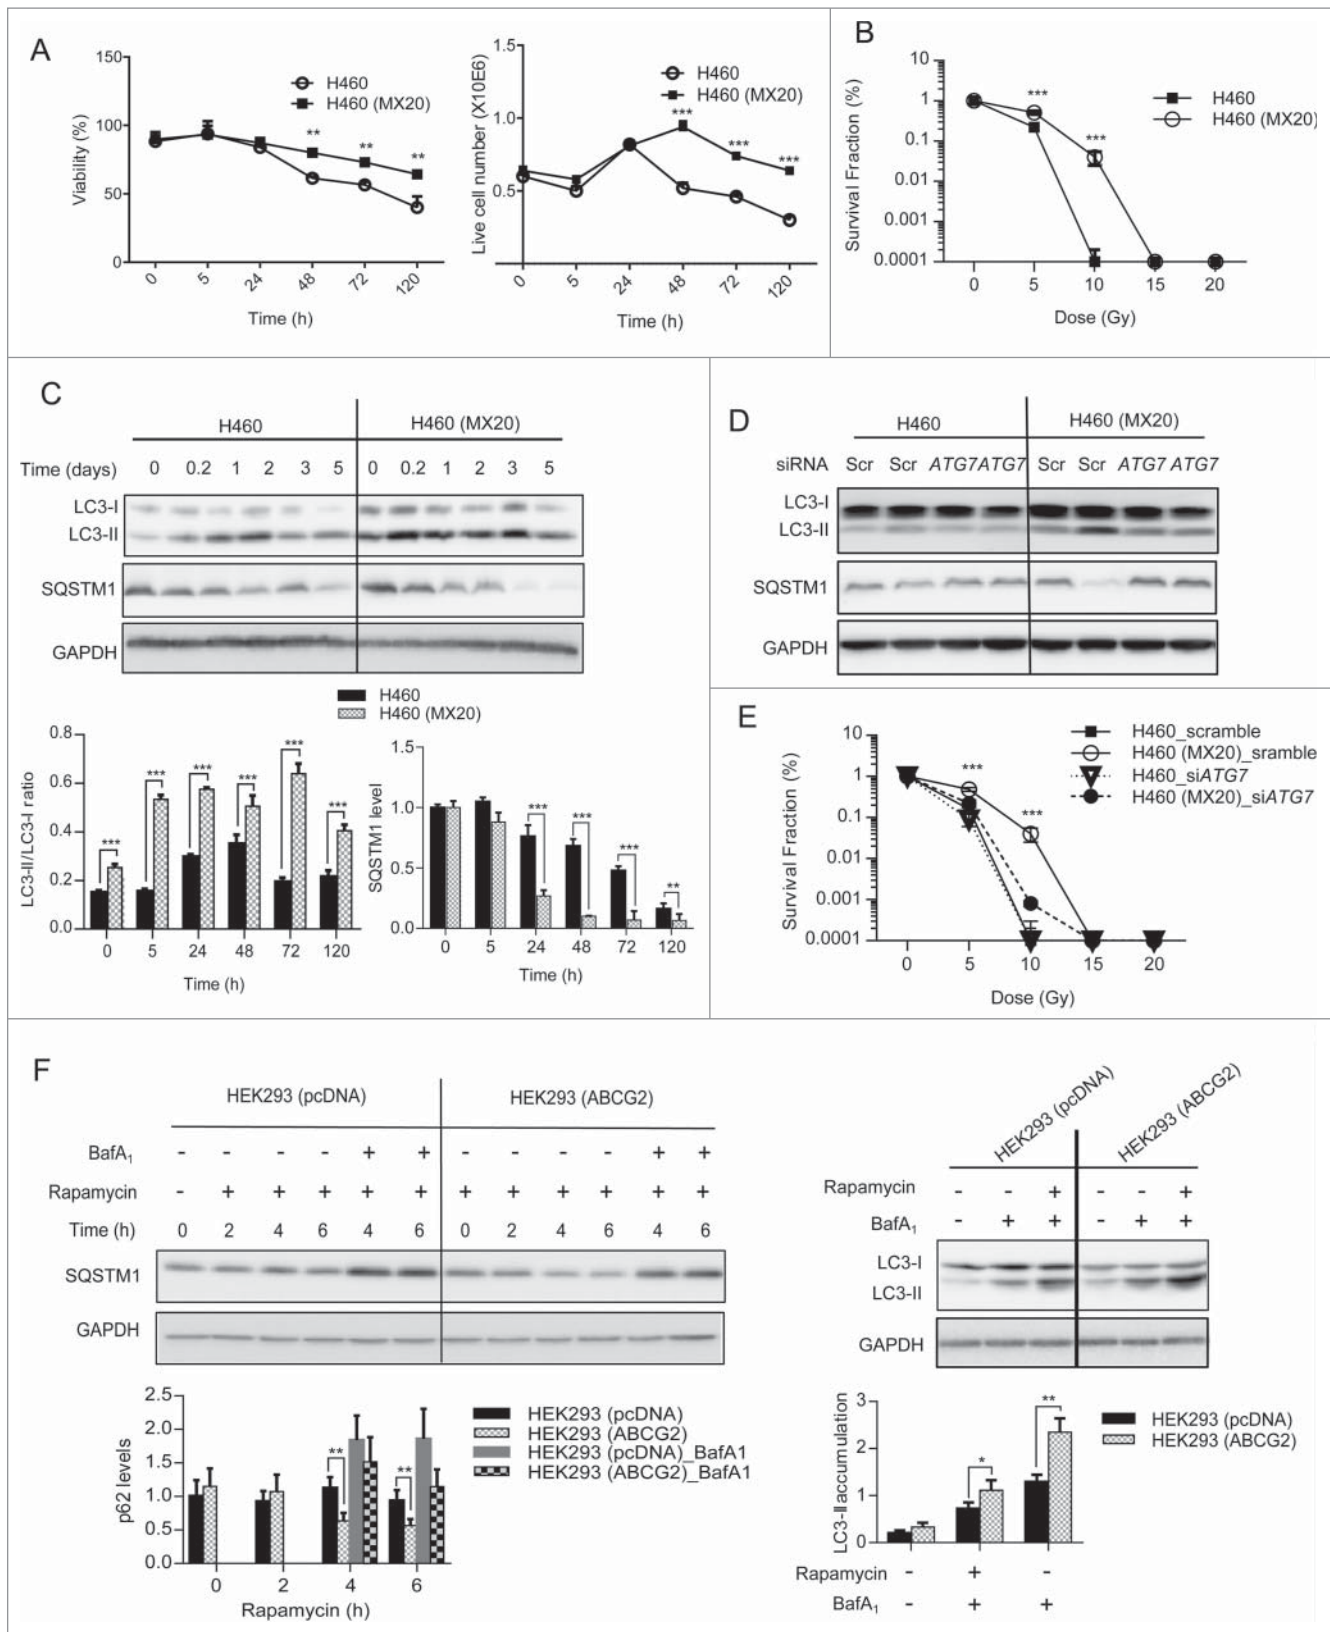 A
Viability (%)
150
100
50
0
H460
H460 (MX20)
**
**
**
0
5
24
48
72
120
Time (h)
Live cell number (X10E6)
1.5
1.0
0.5
H460
H460 (MX20)
***
***
***
0
5
24
48
72
120
Time (h)
B
Survival Fraction (%)
10
1
0.1
0.01
0.001
0.0001
***
***
H460
H460 (MX20)
0 5 10 15 20
Dose (Gy)
C
H460
H460 (MX20)
Time (days) 0 0.2 1 2 3 5 0 0.2 1 2 3 5
LC3-I
LC3-II
SQSTM1
GAPDH
H460
H460 (MX20)
LC3-II/LC3-I ratio
0.8
0.6
0.4
0.2
0.0
*** *** *** *** *** ***
0 5 24 48 72 120
Time (h)
SQSTM1 level
1.5
1.0
0.5
0.0
*** *** *** **
0 5 24 48 72 120
Time (h)
D
H460
H460 (MX20)
siRNA Scr Scr ATG7 ATG7 Scr Scr ATG7 ATG7
LC3-I
LC3-II
SQSTM1
GAPDH
E
Survival Fraction (%)
10
1
0.1
0.01
0.001
0.0001
***
***
H460_scramble
H460 (MX20)_sramble
H460_siATG7
H460 (MX20)_siATG7
0 5 10 15 20
Dose (Gy)
F
HEK293 (pcDNA)
HEK293 (ABCG2)
BafA1 - - - - + + - - - - + +
Rapamycin - + + + + + + + + + + +
Time (h) 0 2 4 6 4 6 0 2 4 6 4 6
SQSTM1
GAPDH
p62 levels
2.5
2.0
1.5
1.0
0.5
0.0
**
**
0 2 4 6
Rapamycin (h)
HEK293 (pcDNA)
HEK293 (ABCG2)
HEK293 (pcDNA)_BafA1
HEK293 (ABCG2)_BafA1
HEK293 (pcDNA)
HEK293 (ABCG2)
Rapamycin - - + - - +
BafA1 - + + - + +
LC3-I
LC3-II
GAPDH
LC3-IIaccumulation
3
2
1
0
*
**
HEK293 (pcDNA)
HEK293 (ABCG2)
Rapamycin - + -
BafA1 - + +